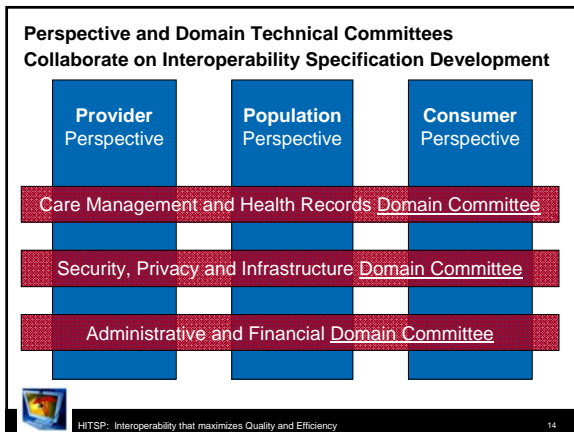 Perspective and Domain Technical Committees
Collaborate on Interoperability Specification Development
Provider
Perspective
Population
Perspective
Consumer
Perspective
Care Management and Health Records Domain Committee
Security, Privacy and Infrastructure Domain Committee
Administrative and Financial Domain Committee
HITSP: Interoperability that maximizes Quality and Efficiency
14